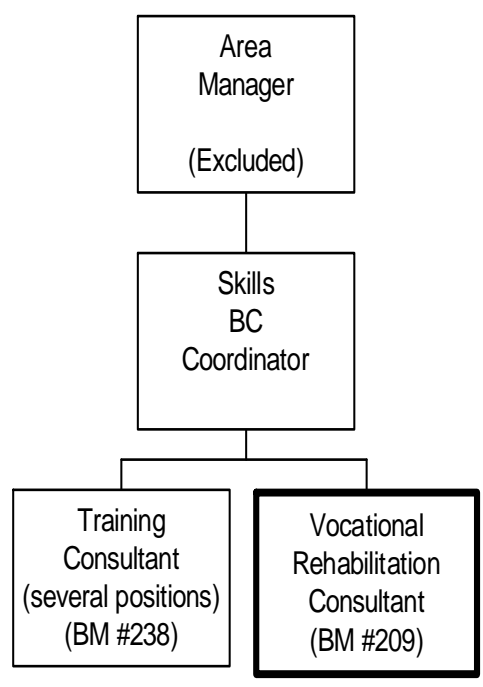 Area
Manager
(Excluded)
Skills
BC
Coordinator
Training
Consultant
(several positions)
(BM #238)
Vocational
Rehabilitation
Consultant
(BM #209)